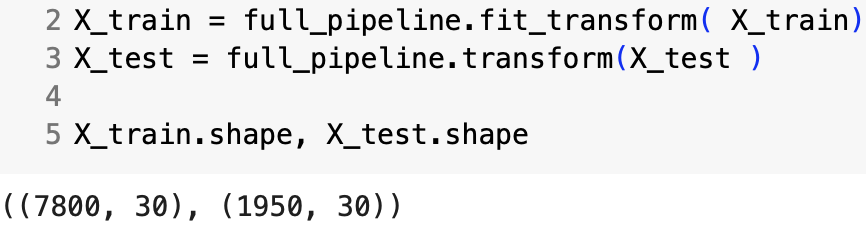 2 X_train = full_pipeline.fit_transform( X_train)
3 X_test = full_pipeline.transform(X_test )
4
5 X_train.shape, X_test.shape
((7800, 30), (1950, 30))